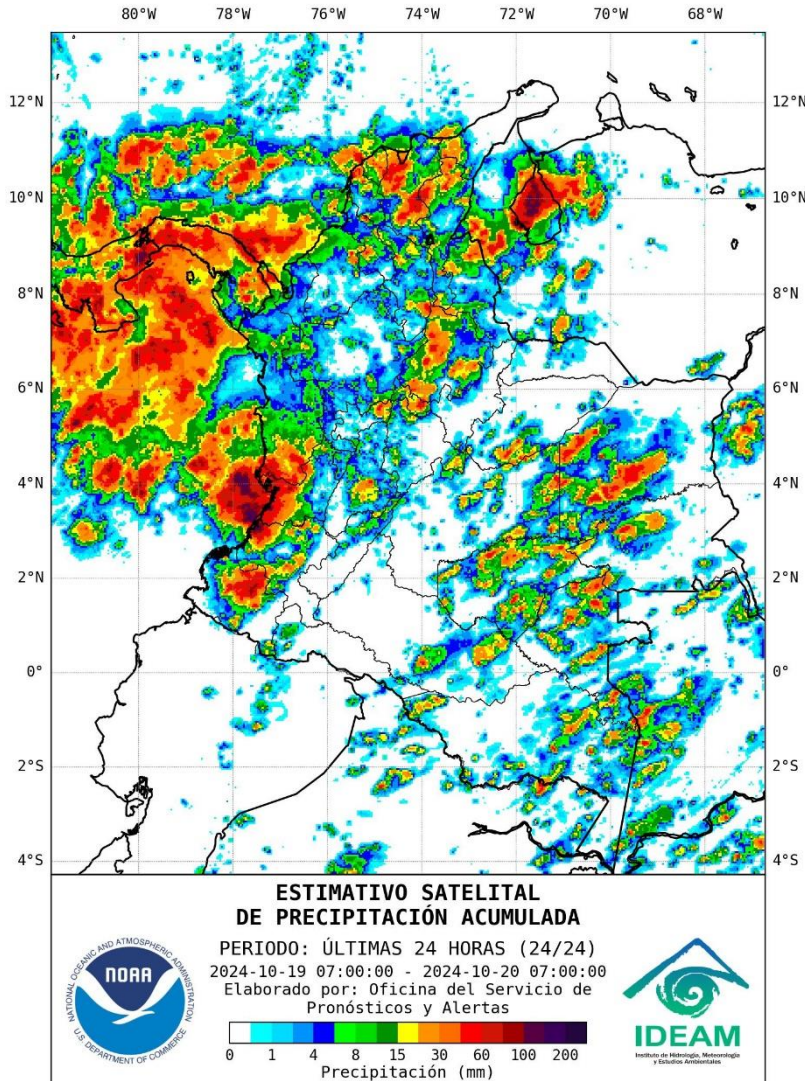 80°W 78°W 76°W 74°W 72°W 70°W 68°W
12°N 12°N
10°N 10°N
8°N 8°N
6°N 6°N
4°N 4°N
2°N 2°N
0° 0°
2°S 2°S
4°S 4°S
ESTIMATIVO SATELITAL
DE PRECIPITACIÓN ACUMULADA
PERIODO: ÚLTIMAS 24 HORAS (24/24)
2024-10-19 07:00:00 - 2024-10-20 07:00:00
Elaborado por: Oficina del Servicio de
Pronósticos y Alertas
0 1 4 8 15 30 60 100 200
Precipitación (mm)
NATIONAL OCEANIC AND ATMOSPHERIC ADMINISTRATION
NOAA
U.S. DEPARTMENT OF COMMERCE
IDEAM
Instituto de Hidrología, Meteorología
y Estudios Ambientales